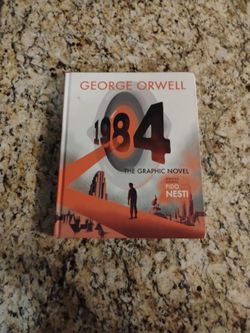 GEORGE ORWELL
1984
THE GRAPHIC NOVEL
FIDO
NESTI